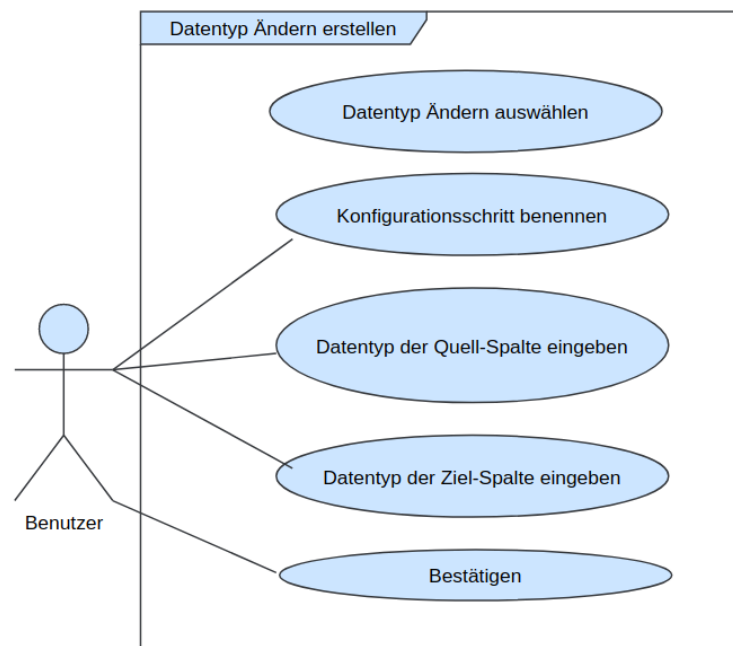 Datentyp Ändern erstellen
Datentyp Ändern auswählen
Konfigurationsschritt benennen
Datentyp der Quell-Spalte eingeben
Datentyp der Ziel-Spalte eingeben
Benutzer
Bestätigen